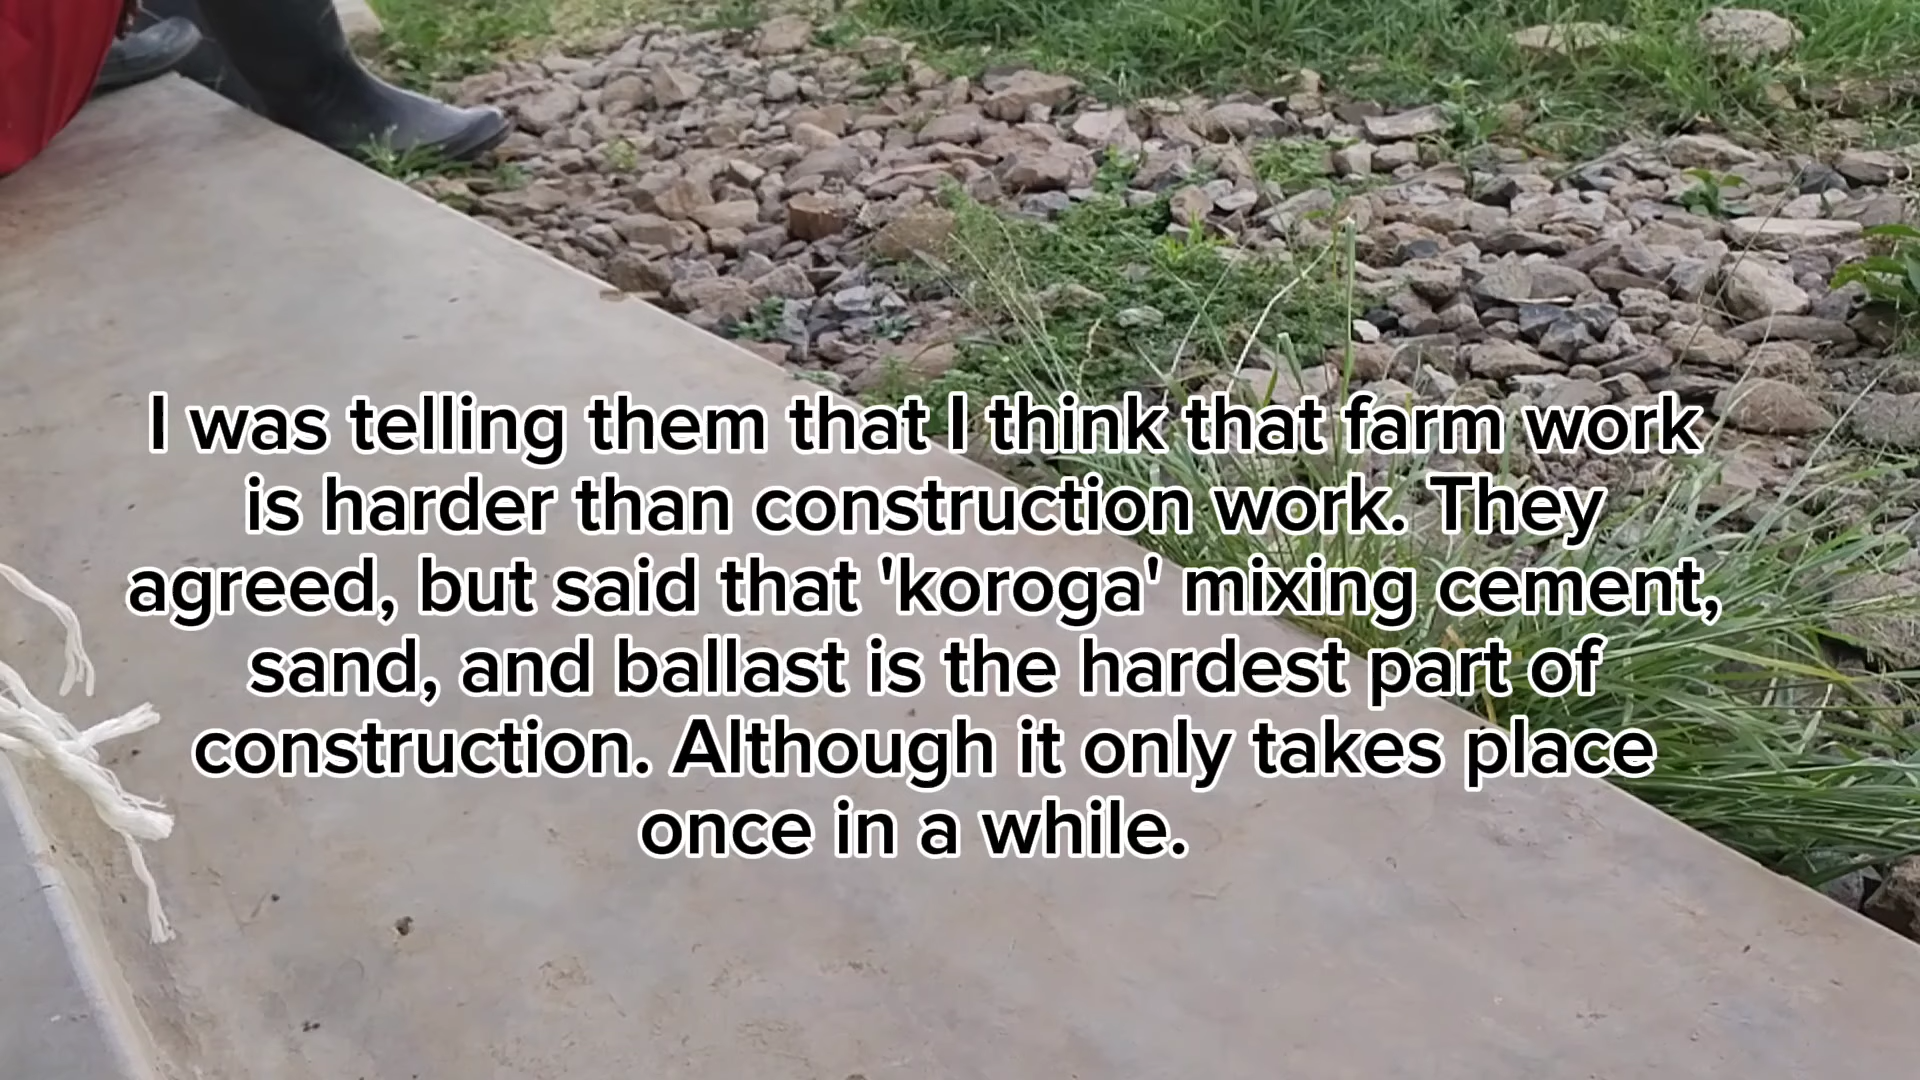 I was telling them that I think that farm work
is harder than construction work. They
agreed, but said that 'koroga' mixing cement,
sand, and ballast is the hardest part of
construction. Although it only takes place
once in a while.